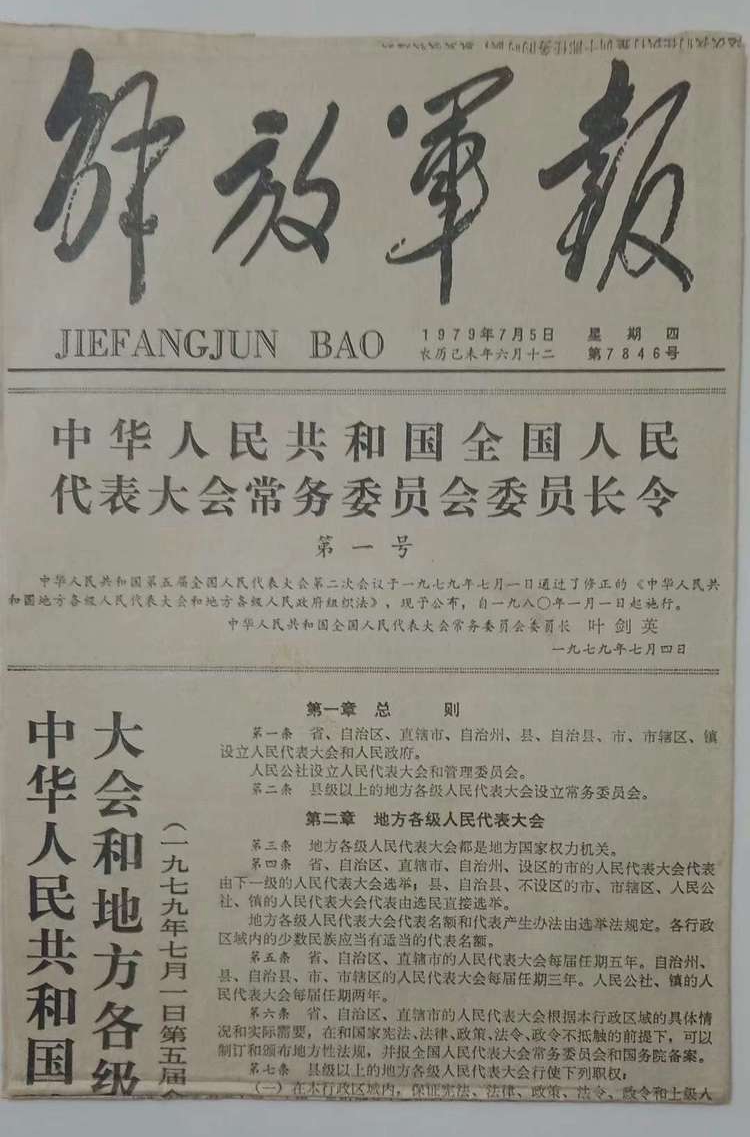 解放軍報
JIEFANGJUN BAO
1979年7月5日 星期四
农历己未年六月十二 第7846号
中华人民共和国全国人民
代表大会常务委员会委员长令
第一号
中华人民共和国第五届全国人民代表大会第二次会议于一九七九年七月一日通过了修正的《中华人民共
和国地方各级人民代表大会和地方各级人民政府组织法》，现予公布，自一九八〇年一月一日起施行。
中华人民共和国全国人民代表大会常务委员会委员长 叶剑英
一九七九年七月四日
中华人民共和国
大会和地方各级
（一九七九年七月一日第五届全
第一章 总 则
第一条 省、自治区、直辖市、自治州、县、自治县、市、市辖区、镇
设立人民代表大会和人民政府。
人民公社设立人民代表大会和管理委员会。
第二条 县级以上的地方各级人民代表大会设立常务委员会。
第二章 地方各级人民代表大会
第三条 地方各级人民代表大会都是地方国家权力机关。
第四条 省、自治区、直辖市、自治州、设区的市的人民代表大会代表
由下一级的人民代表大会选举；县、自治县、不设区的市、市辖区、人民公
社、镇的人民代表大会代表由选民直接选举。
地方各级人民代表大会代表名额和代表产生办法由选举法规定。各行政
区域内的少数民族应当有适当的代表名额。
第五条 省、自治区、直辖市的人民代表大会每届任期五年。自治州、
县、自治县、市、市辖区的人民代表大会每届任期三年。人民公社、镇的人
民代表大会每届任期两年。
第六条 省、自治区、直辖市的人民代表大会根据本行政区域的具体情
况和实际需要，在和国家宪法、法律、政策、法令、政令不抵触的前提下，可以
制订和颁布地方性法规，并报全国人民代表大会常务委员会和国务院备案。
第七条 县级以上的地方各级人民代表大会行使下列职权：
（一）在本行政区域内，保证宪法、法律、政策、法令、政令和上级人